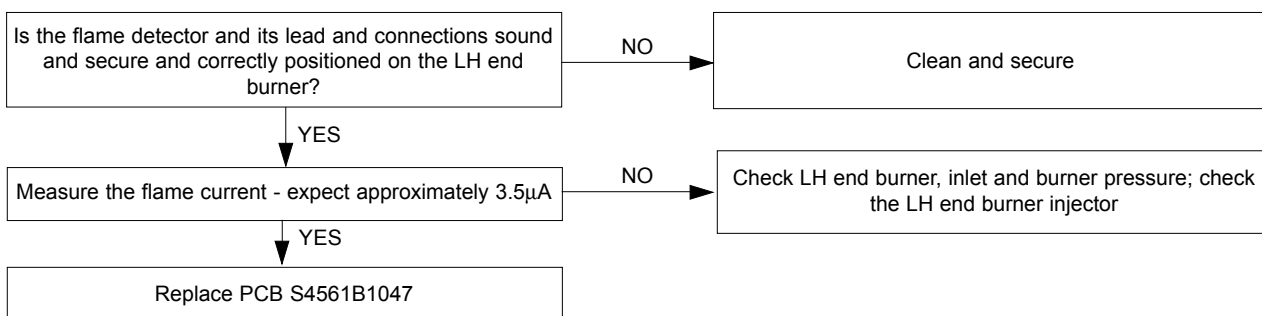 Is the flame detector and its lead and connections sound
and secure and correctly positioned on the LH end
burner?
NO
Clean and secure
YES
Measure the flame current - expect approximately 3.5μA
NO
Check LH end burner, inlet and burner pressure; check
the LH end burner injector
YES
Replace PCB S4561B1047